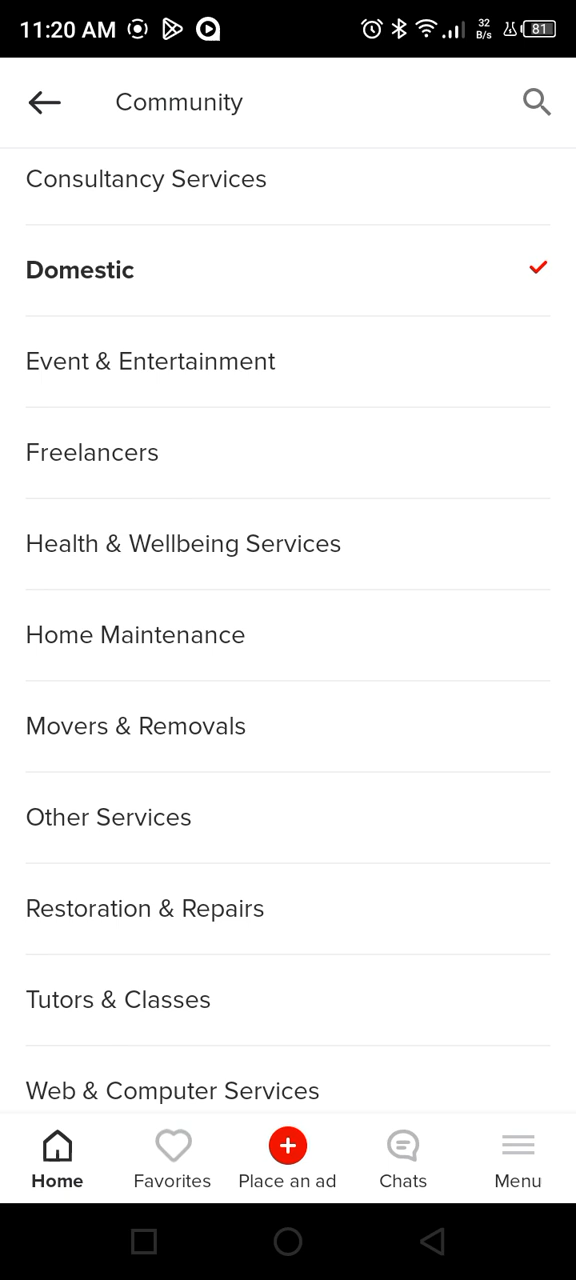 11:20 AM
32
B/s
81
Community
Consultancy Services
Domestic
Event & Entertainment
Freelancers
Health & Wellbeing Services
Home Maintenance
Movers & Removals
Other Services
Restoration & Repairs
Tutors & Classes
Web & Computer Services
Home
Favorites
Place an ad
Chats
Menu